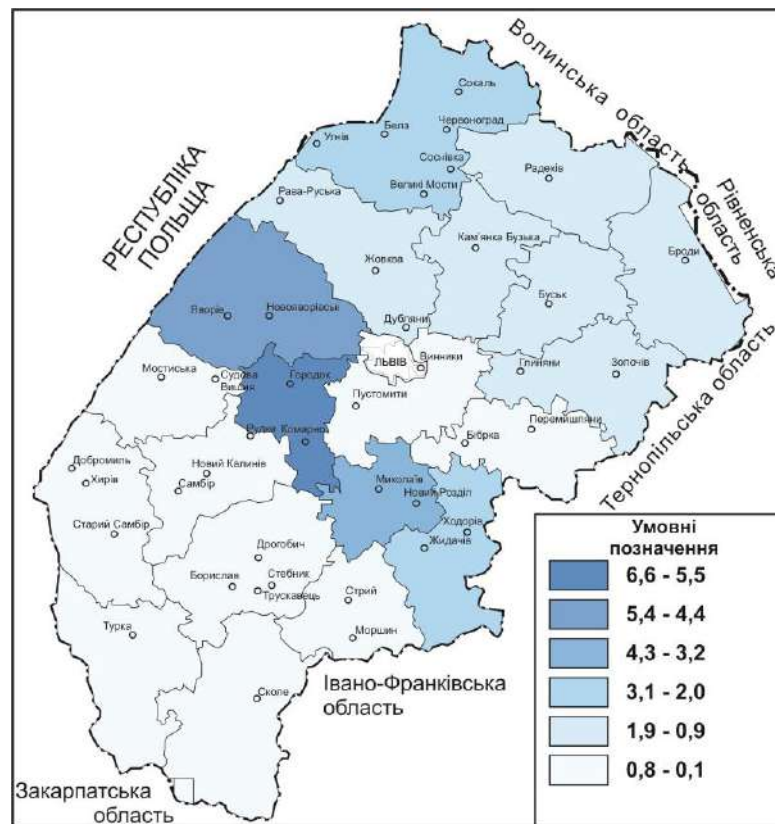 Волинська область
Сокаль
Червоноград
Белз
Угнів
Соснівка
Великі Мости
Радехів
РЕСПУБЛІКА
ПОЛЬЩА
Рівненська
область
Рава-Руська
Кам'янка Бузька
Жовква
Броди
Буськ
Яворів
Новояворівськ
Дубляни
ЛЬВІВ
Винники
Мостиська
Судова
Вишня
Городок
Глиняни
Золочів
Пустомити
Тернопільська область
Рудки
Комарно
Перемишляни
Бібрка
Добромиль
Хирів
Новий Калинів
Самбір
Миколаїв
Новий Розділ
Ходорів
Старий Самбір
Жидачів
Дрогобич
Стебник
Борислав
Трускавець
Стрий
Турка
Моршин
Сколе
Івано-Франківська
область
Закарпатська
область
Умовні
позначення
6,6 - 5,5
5,4 - 4,4
4,3 - 3,2
3,1 - 2,0
1,9 - 0,9
0,8 - 0,1